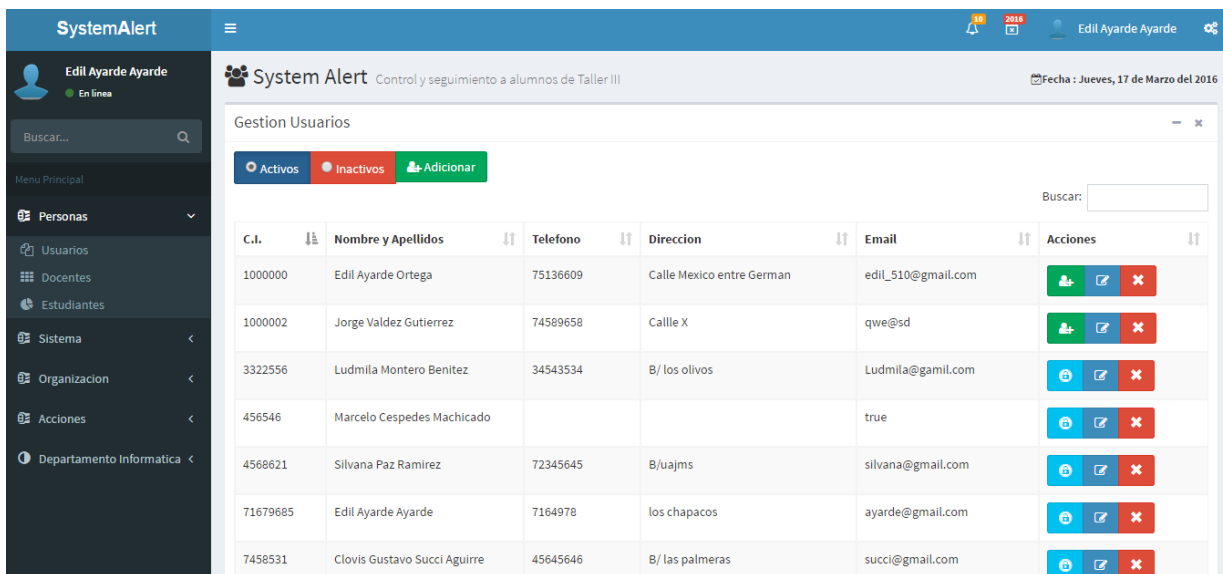 SystemAlert
10
2016
Edil Ayarde Ayarde
Edil Ayarde Ayarde
En linea
System Alert Control y seguimiento a alumnos de Taller III
Fecha : Jueves, 17 de Marzo del 2016
Buscar...
Menu Principal
Personas
Usuarios
Docentes
Estudiantes
Sistema
Organizacion
Acciones
Departamento Informatica
Gestion Usuarios
Activos Inactivos Adicionar
Buscar:
C.I. Nombre y Apellidos Telefono Direccion Email Acciones
1000000 Edil Ayarde Ortega 75136609 Calle Mexico entre German edil_510@gmail.com
1000002 Jorge Valdez Gutierrez 74589658 Callle X qwe@sd
3322556 Ludmila Montero Benitez 34543534 B/ los olivos Ludmila@gamil.com
456546 Marcelo Cespedes Machicado true
4568621 Silvana Paz Ramirez 72345645 B/uajms silvana@gmail.com
71679685 Edil Ayarde Ayarde 7164978 los chapacos ayarde@gmail.com
7458531 Clovis Gustavo Succi Aguirre 45645646 B/ las palmeras succi@gmail.com